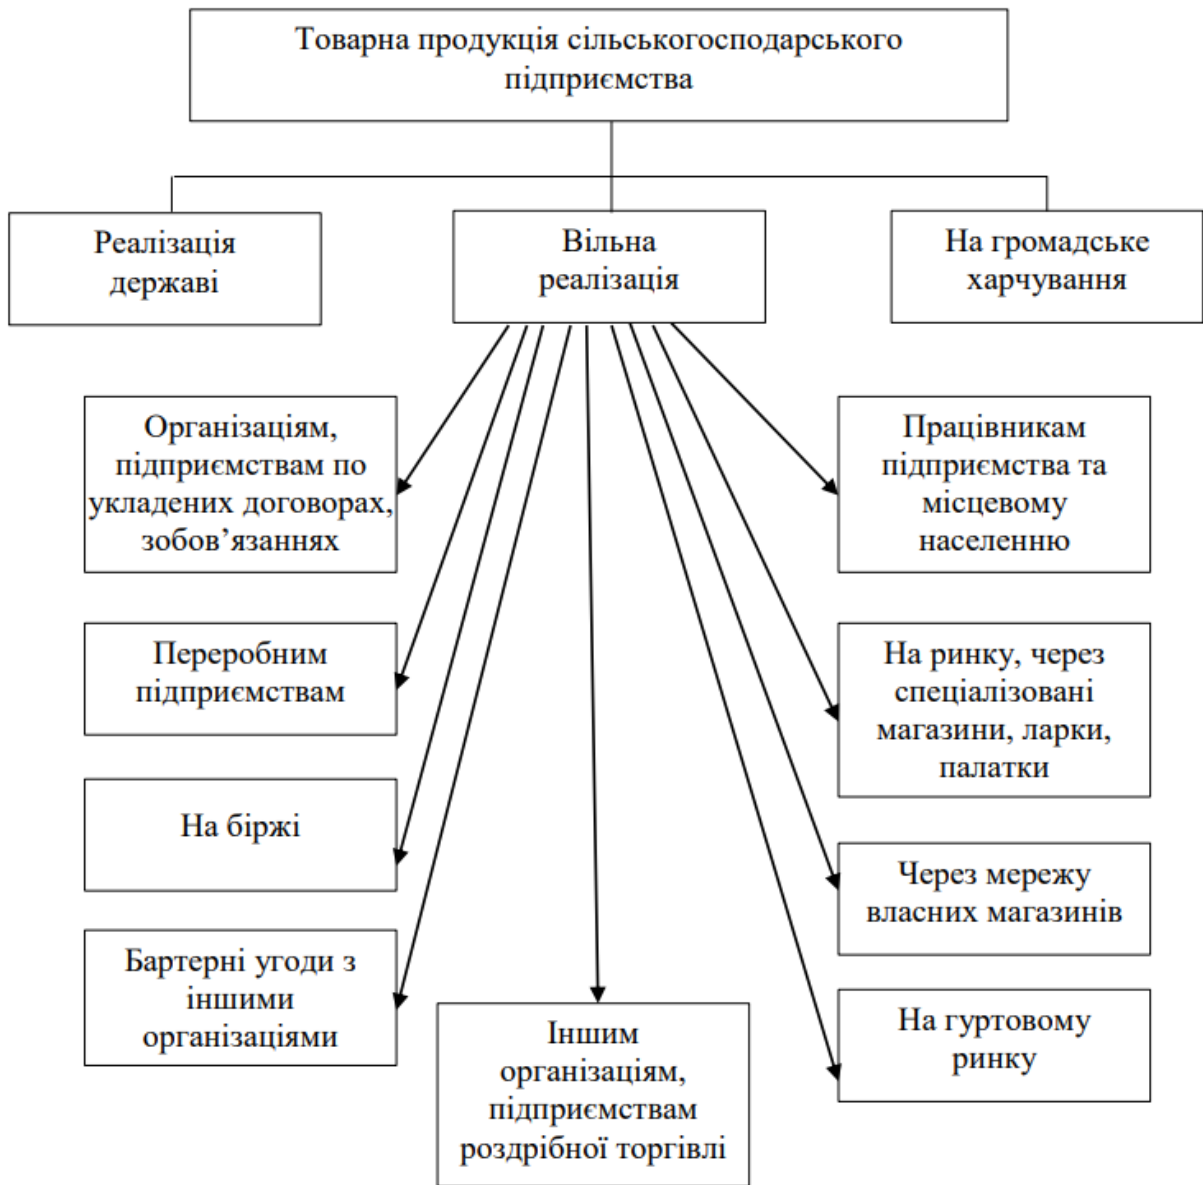 Товарна продукція сільськогосподарського
підприємства
Реалізація
державі
Вільна
реалізація
На громадське
харчування
Організаціям,
підприємствам по
укладених договорах,
зобов’язаннях
Переробним
підприємствам
На біржі
Бартерні угоди з
іншими
організаціями
Іншим
організаціям,
підприємствам
роздрібної торгівлі
Працівникам
підприємства та
місцевому
населенню
На ринку, через
спеціалізовані
магазини, ларки,
палатки
Через мережу
власних магазинів
На гуртовому
ринку